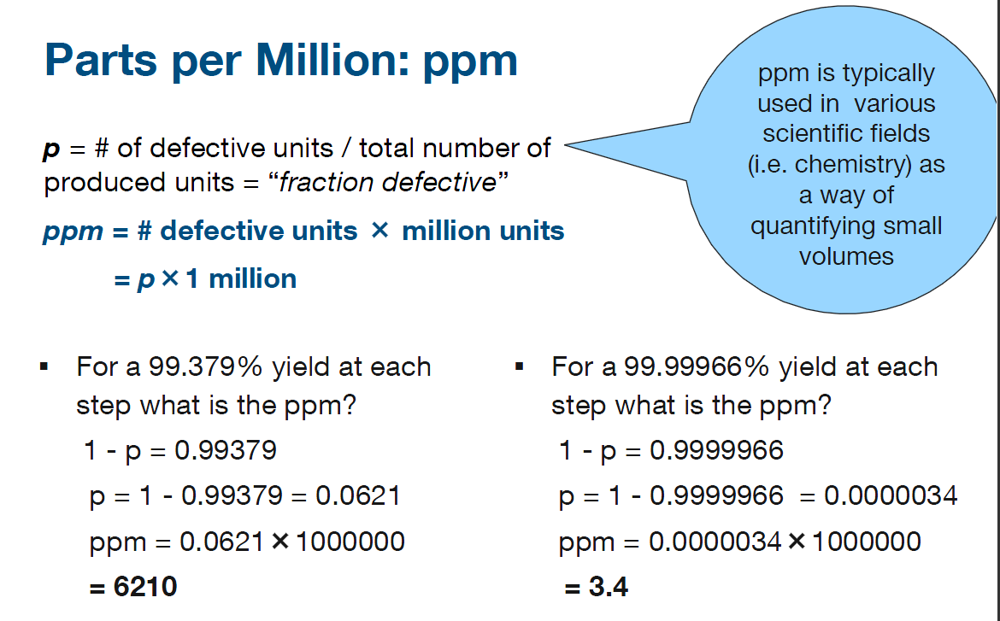 Parts per Million: ppm
ppm is typically
used in various
scientific fields
(i.e. chemistry) as
a way of
quantifying small
volumes
p = # of defective units / total number of
produced units = “fraction defective”
ppm = # defective units × million units
= p × 1 million
▪ For a 99.379% yield at each
step what is the ppm?
1 - p = 0.99379
p = 1 - 0.99379 = 0.0621
ppm = 0.0621 × 1000000
= 6210
▪ For a 99.99966% yield at each
step what is the ppm?
1 - p = 0.9999966
p = 1 - 0.9999966 = 0.0000034
ppm = 0.0000034 × 1000000
= 3.4